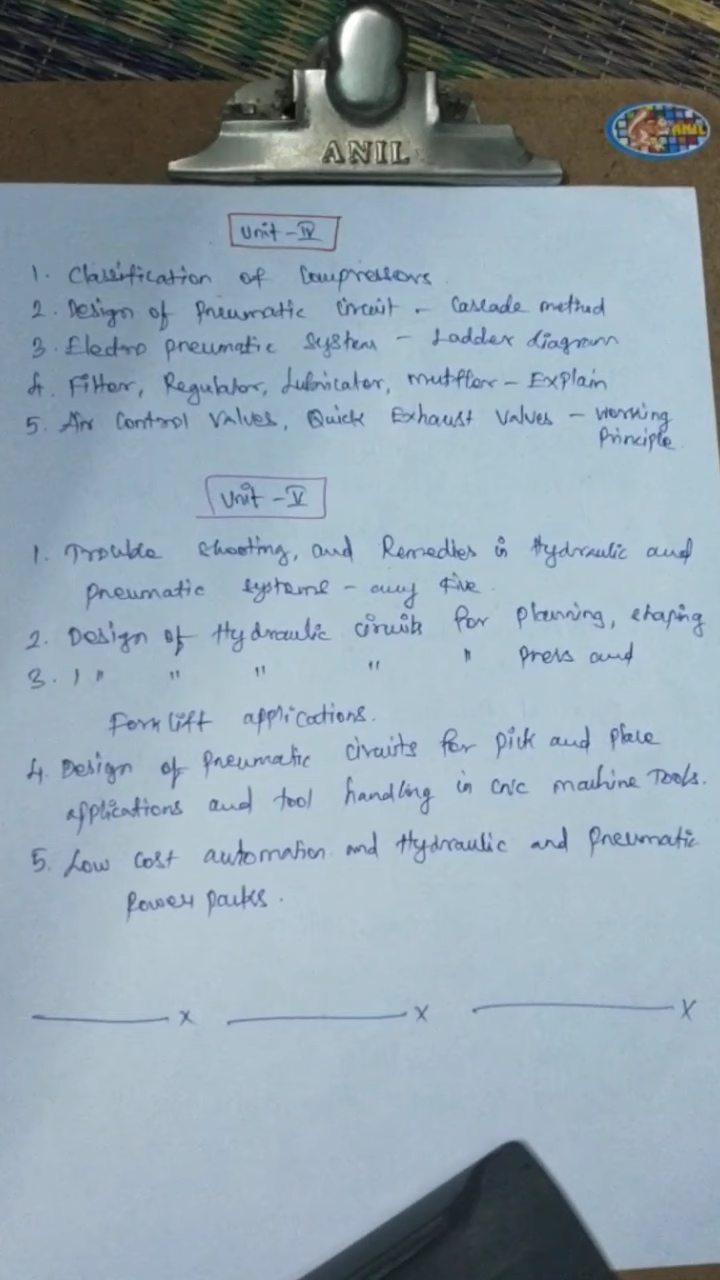 ANIL
ANIL
Unit - IV
1. Classification of Compressors
2. Design of Pneumatic Circuit - Cascade method
3. Electro pneumatic System - Ladder diagram
4. Filter, Regulator, Lubricator, mufflor - Explain
5. Air Control Valves, Quick Exhaust Valves - working
Principle
Unit - V
1. Trouble shooting, and Remedies in Hydraulic and
pneumatic systems - any five.
2. Design of Hydraulic circuits for planning, shaping
3. " " " " " press and
Fork lift applications.
4. Design of pneumatic circuits for pick and place
applications and tool handling in CNC machine Tools.
5. Low cost automation and Hydraulic and pneumatic
Power packs.
x x x